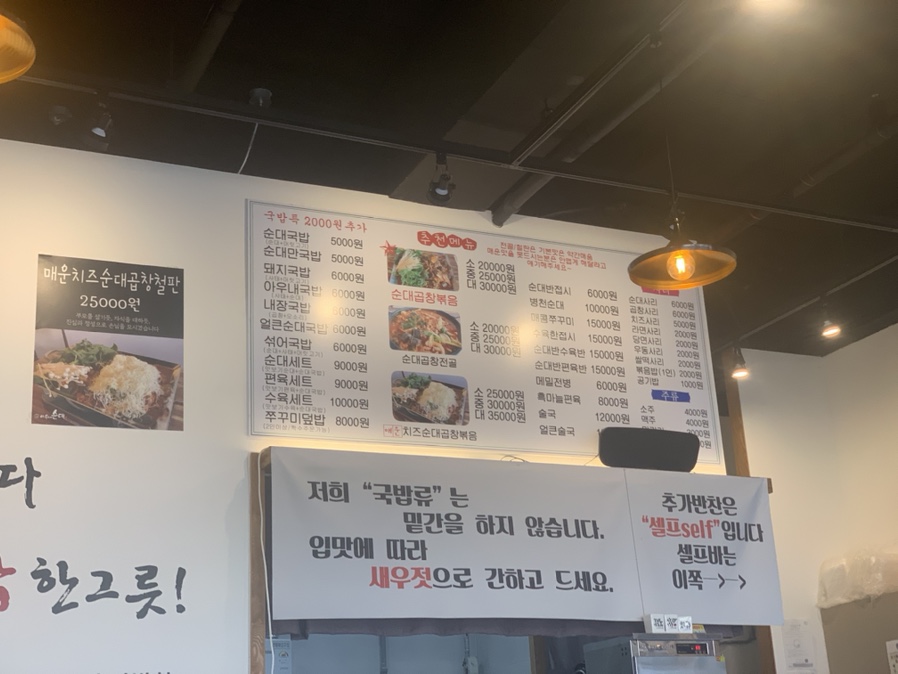 매운치즈순대곱창철판
25000원
국밥특 2000원 추가
순대국밥 5000원
순대만국밥 5000원
돼지국밥 6000원
아우내국밥 6000원
내장국밥 6000원
얼큰순대국밥 6000원
섞어국밥 6000원
순대세트 9000원
편육세트 9000원
수육세트 10000원
쭈꾸미덮밥 8000원
추천메뉴
소 20000원
중 25000원
대 30000원
순대곱창볶음
소 20000원
중 25000원
대 30000원
순대곱창전골
소 25000원
중 30000원
대 35000원
치즈순대곱창볶음
순대반접시 6000원
병천순대 10000원
매콤쭈꾸미 15000원
수육한접시 15000원
순대반수육반 15000원
순대반편육반 15000원
메밀전병 6000원
흑마늘편육 8000원
술국 12000원
얼큰술국
순대사리 6000원
곱창사리 6000원
치즈사리 5000원
라면사리 2000원
당면사리 2000원
우동사리 2000원
쌀떡사리 2000원
볶음밥(1인) 2000원
공기밥 1000원
주류
소주 4000원
맥주 4000원
저희 “국밥류” 는
밑간을 하지 않습니다.
입맛에 따라
새우젓으로 간하고 드세요.
추가반찬은
“셀프self”입니다
셀프바는
이쪽→→
다
한그릇!